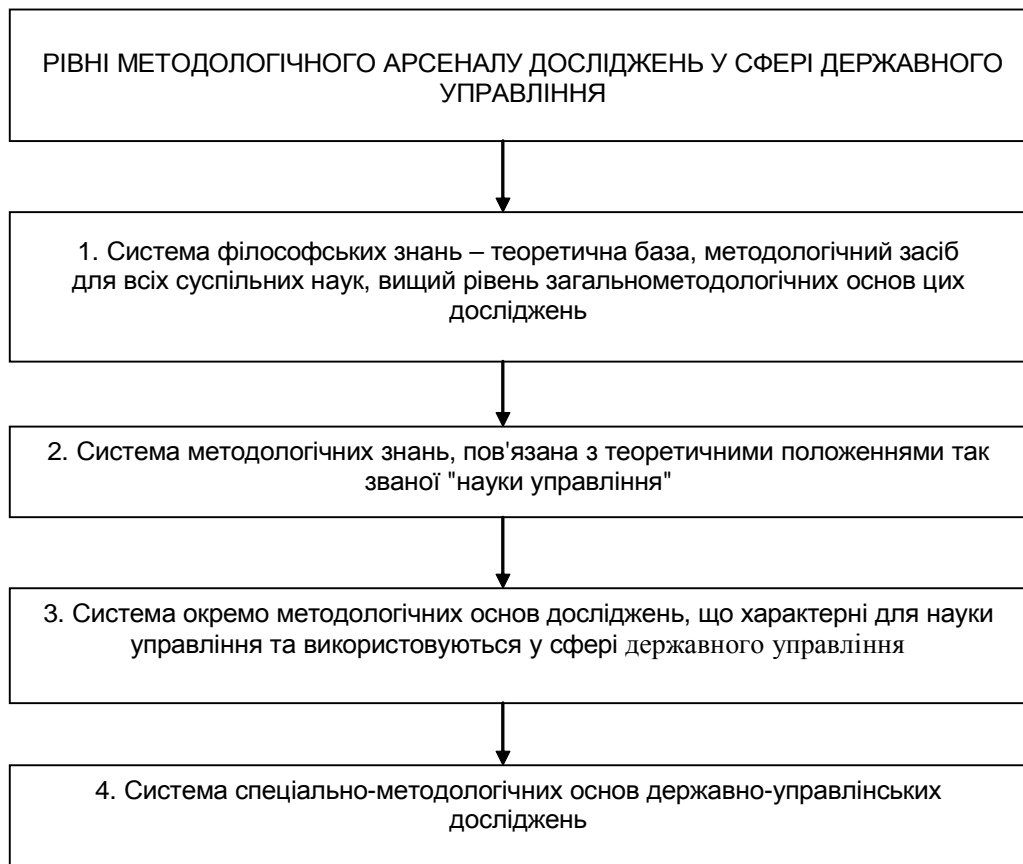 РІВНІ МЕТОДОЛОГІЧНОГО АРСЕНАЛУ ДОСЛІДЖЕНЬ У СФЕРІ ДЕРЖАВНОГО
УПРАВЛІННЯ
1. Система філософських знань – теоретична база, методологічний засіб
для всіх суспільних наук, вищий рівень загальнометодологічних основ цих
досліджень
2. Система методологічних знань, пов'язана з теоретичними положеннями так
званої "науки управління"
3. Система окремо методологічних основ досліджень, що характерні для науки
управління та використовуються у сфері державного управління
4. Система спеціально-методологічних основ державно-управлінських
досліджень